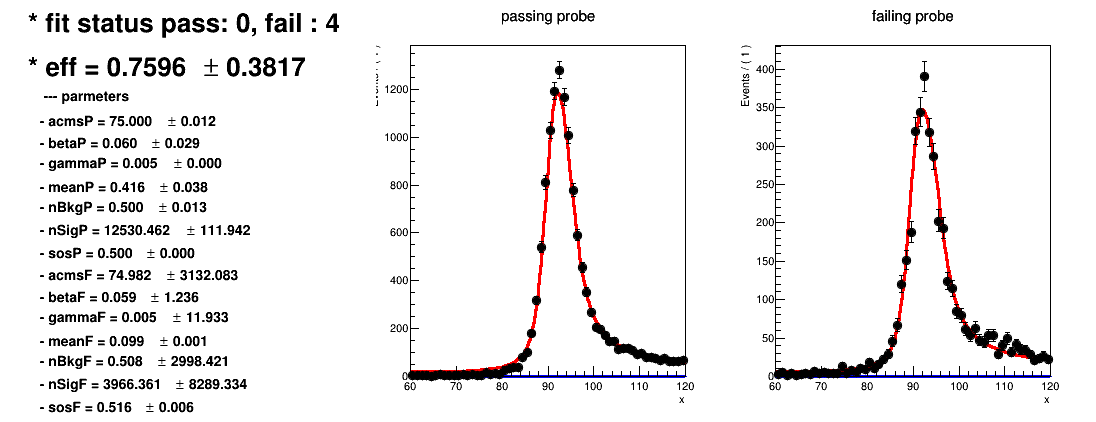 * fit status pass: 0, fail : 4
* eff = 0.7596 ± 0.3817
--- parmeters
- acmsP = 75.000 ± 0.012
- betaP = 0.060 ± 0.029
- gammaP = 0.005 ± 0.000
- meanP = 0.416 ± 0.038
- nBkgP = 0.500 ± 0.013
- nSigP = 12530.462 ± 111.942
- sosP = 0.500 ± 0.000
- acmsF = 74.982 ± 3132.083
- betaF = 0.059 ± 1.236
- gammaF = 0.005 ± 11.933
- meanF = 0.099 ± 0.001
- nBkgF = 0.508 ± 2998.421
- nSigF = 3966.361 ± 8289.334
- sosF = 0.516 ± 0.006
passing probe
1200
1000
800
600
400
200
0
60 70 80 90 100 110 120
x
failing probe
Events / ( 1 )
400
350
300
250
200
150
100
50
0
60 70 80 90 100 110 120
x